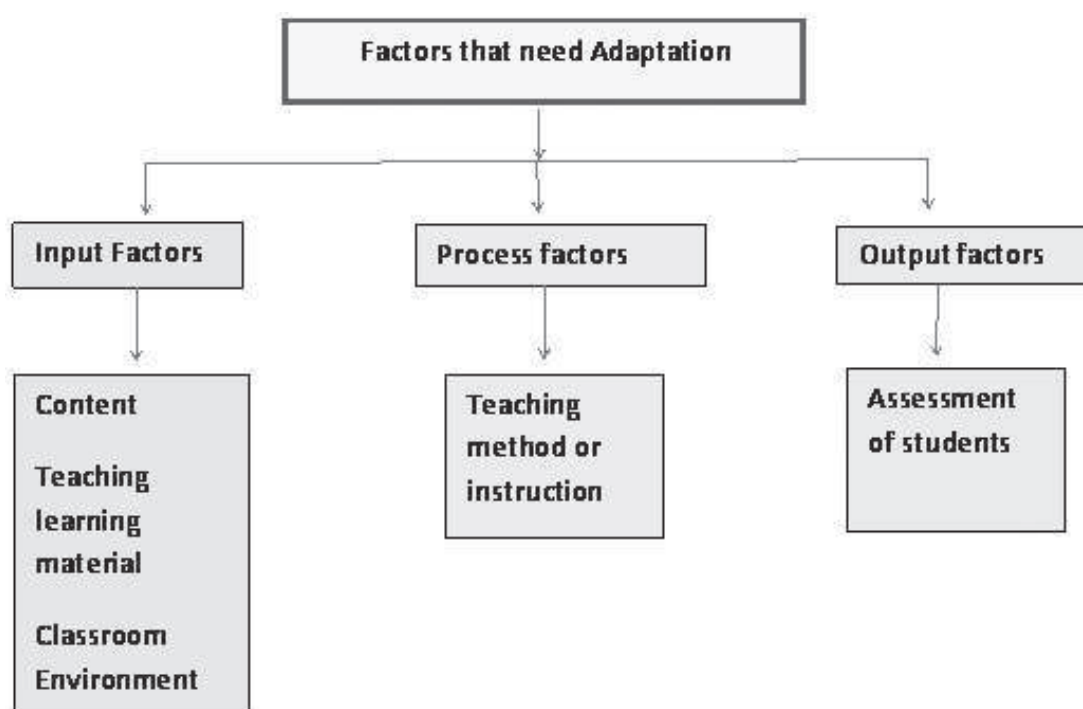 Factors that need Adaptation
Input Factors
Process factors
Output factors
Content
Teaching
learning
material
Classroom
Environment
Teaching
method or
instruction
Assessment
of students